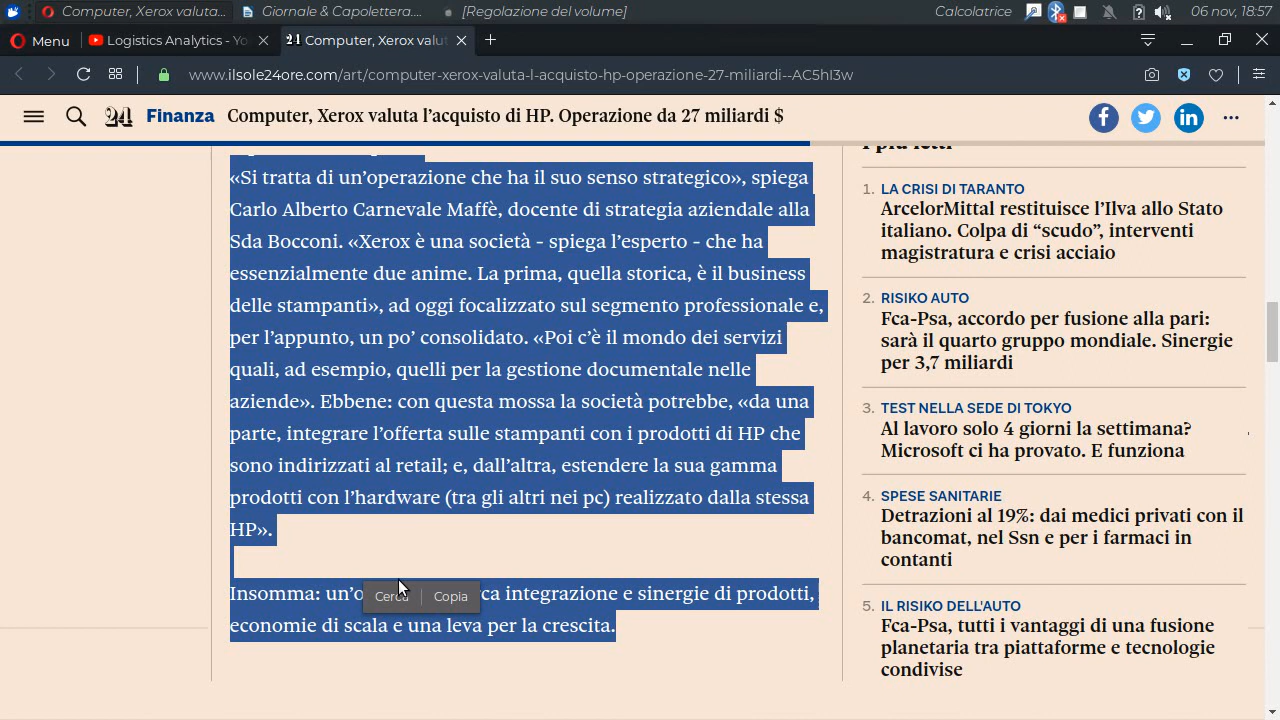 Computer, Xerox valuta...
Giornale & Capolettera....
[Regolazione del volume]
Calcolatrice
06 nov, 18:57
Menu
Logistics Analytics - Yo
24 Computer, Xerox valut
www.ilsole24ore.com/art/computer-xerox-valuta-l-acquisto-hp-operazione-27-miliardi--AC5hI3w
24 Finanza Computer, Xerox valuta l’acquisto di HP. Operazione da 27 miliardi $
«Si tratta di un’operazione che ha il suo senso strategico», spiega
Carlo Alberto Carnevale Maffè, docente di strategia aziendale alla
Sda Bocconi. «Xerox è una società - spiega l’esperto - che ha
essenzialmente due anime. La prima, quella storica, è il business
delle stampanti», ad oggi focalizzato sul segmento professionale e,
per l’appunto, un po’ consolidato. «Poi c’è il mondo dei servizi
quali, ad esempio, quelli per la gestione documentale nelle
aziende». Ebbene: con questa mossa la società potrebbe, «da una
parte, integrare l’offerta sulle stampanti con i prodotti di HP che
sono indirizzati al retail; e, dall’altra, estendere la sua gamma
prodotti con l’hardware (tra gli altri nei pc) realizzato dalla stessa
HP».
Insomma: un’o
ca integrazione e sinergie di prodotti,
Cerca
Copia
economie di scala e una leva per la crescita.
I più letti
1. LA CRISI DI TARANTO
ArcelorMittal restituisce l’Ilva allo Stato
italiano. Colpa di “scudo”, interventi
magistratura e crisi acciaio
2. RISIKO AUTO
Fca-Psa, accordo per fusione alla pari:
sarà il quarto gruppo mondiale. Sinergie
per 3,7 miliardi
3. TEST NELLA SEDE DI TOKYO
Al lavoro solo 4 giorni la settimana?
Microsoft ci ha provato. E funziona
4. SPESE SANITARIE
Detrazioni al 19%: dai medici privati con il
bancomat, nel Ssn e per i farmaci in
contanti
5. IL RISIKO DELL'AUTO
Fca-Psa, tutti i vantaggi di una fusione
planetaria tra piattaforme e tecnologie
condivise